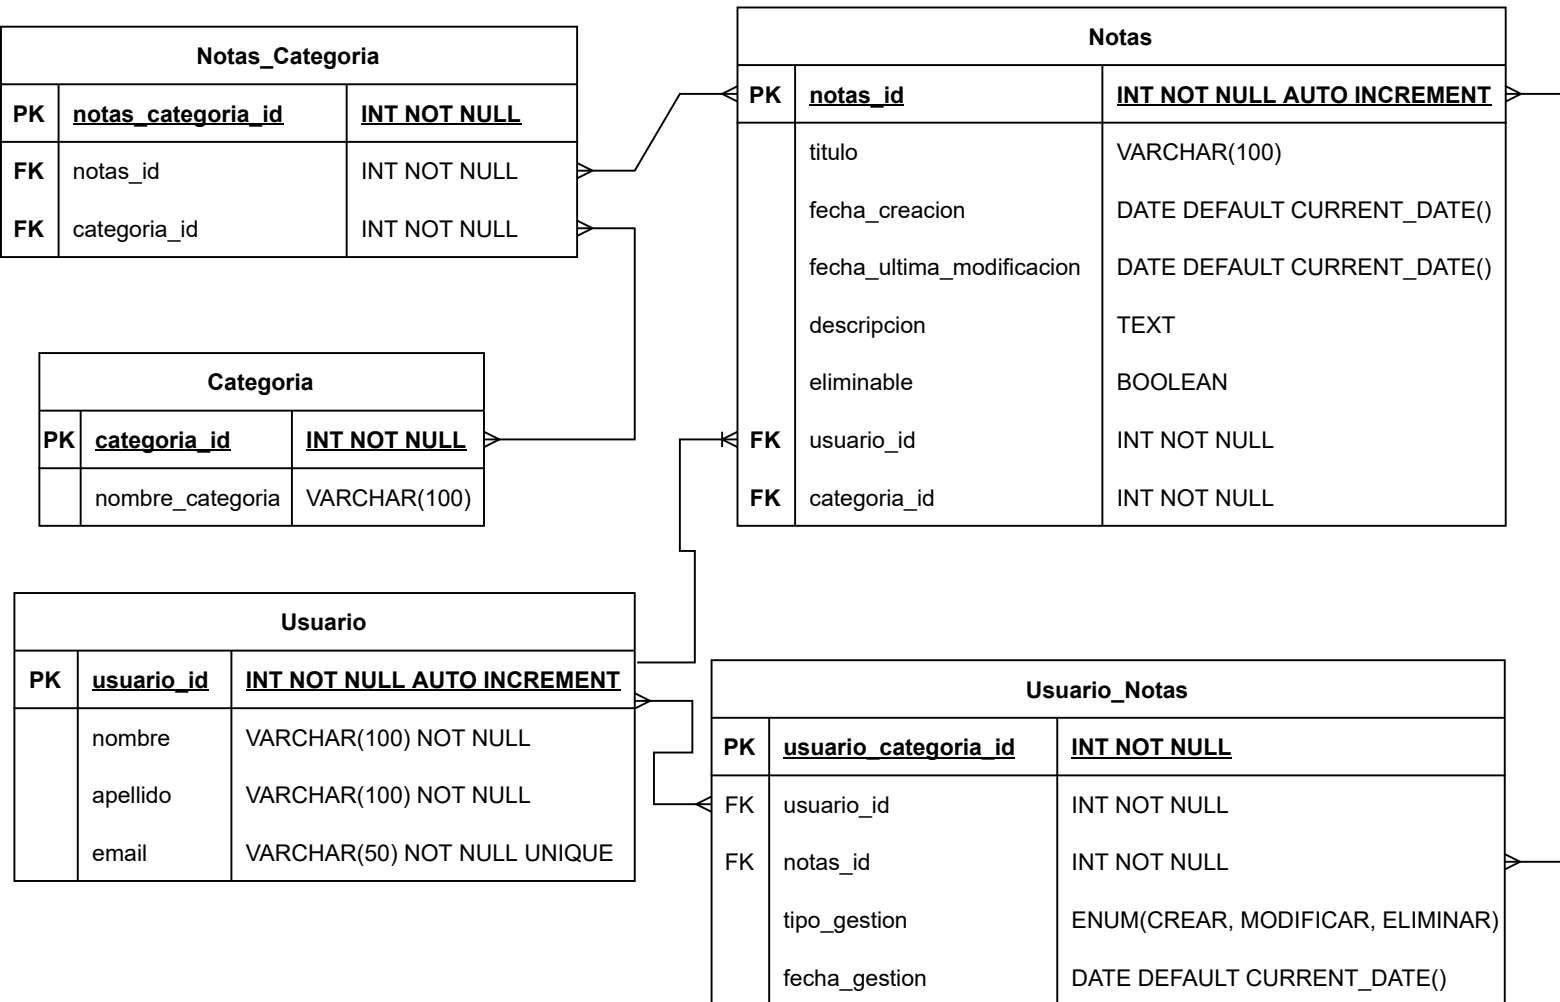 Notas_Categoria
PK notas_categoria_id INT NOT NULL
FK notas_id INT NOT NULL
FK categoria_id INT NOT NULL
Notas
PK notas_id INT NOT NULL AUTO INCREMENT
titulo VARCHAR(100)
fecha_creacion DATE DEFAULT CURRENT_DATE()
fecha_ultima_modificacion DATE DEFAULT CURRENT_DATE()
descripcion TEXT
eliminable BOOLEAN
FK usuario_id INT NOT NULL
FK categoria_id INT NOT NULL
Categoria
PK categoria_id INT NOT NULL
nombre_categoria VARCHAR(100)
Usuario
PK usuario_id INT NOT NULL AUTO INCREMENT
nombre VARCHAR(100) NOT NULL
apellido VARCHAR(100) NOT NULL
email VARCHAR(50) NOT NULL UNIQUE
Usuario_Notas
PK usuario_categoria_id INT NOT NULL
FK usuario_id INT NOT NULL
FK notas_id INT NOT NULL
tipo_gestion ENUM(CREAR, MODIFICAR, ELIMINAR)
fecha_gestion DATE DEFAULT CURRENT_DATE()